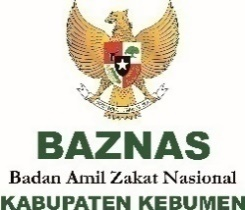 BAZNAS
Badan Amil Zakat Nasional
KABUPATEN KEBUMEN